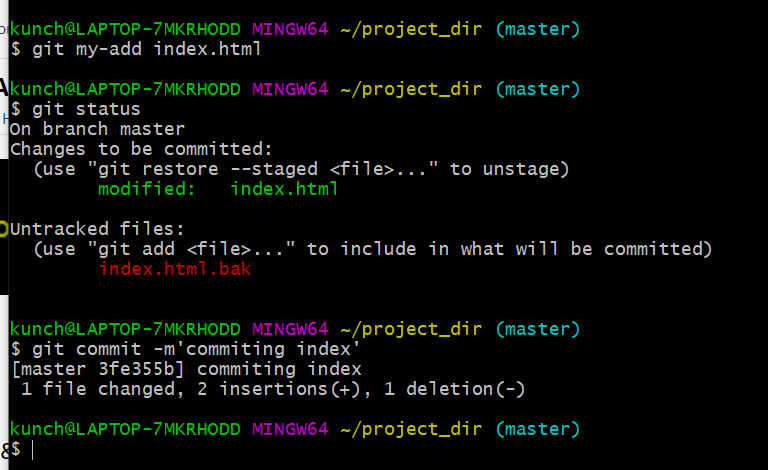 kunch@LAPTOP-7MKRHODD MINGW64 ~/project_dir (master)
$ git my-add index.html
kunch@LAPTOP-7MKRHODD MINGW64 ~/project_dir (master)
$ git status
On branch master
Changes to be committed:
(use "git restore --staged <file>..." to unstage)
modified: index.html
Untracked files:
(use "git add <file>..." to include in what will be committed)
index.html.bak
kunch@LAPTOP-7MKRHODD MINGW64 ~/project_dir (master)
$ git commit -m'commiting index'
[master 3fe355b] commiting index
1 file changed, 2 insertions(+), 1 deletion(-)
kunch@LAPTOP-7MKRHODD MINGW64 ~/project_dir (master)
$